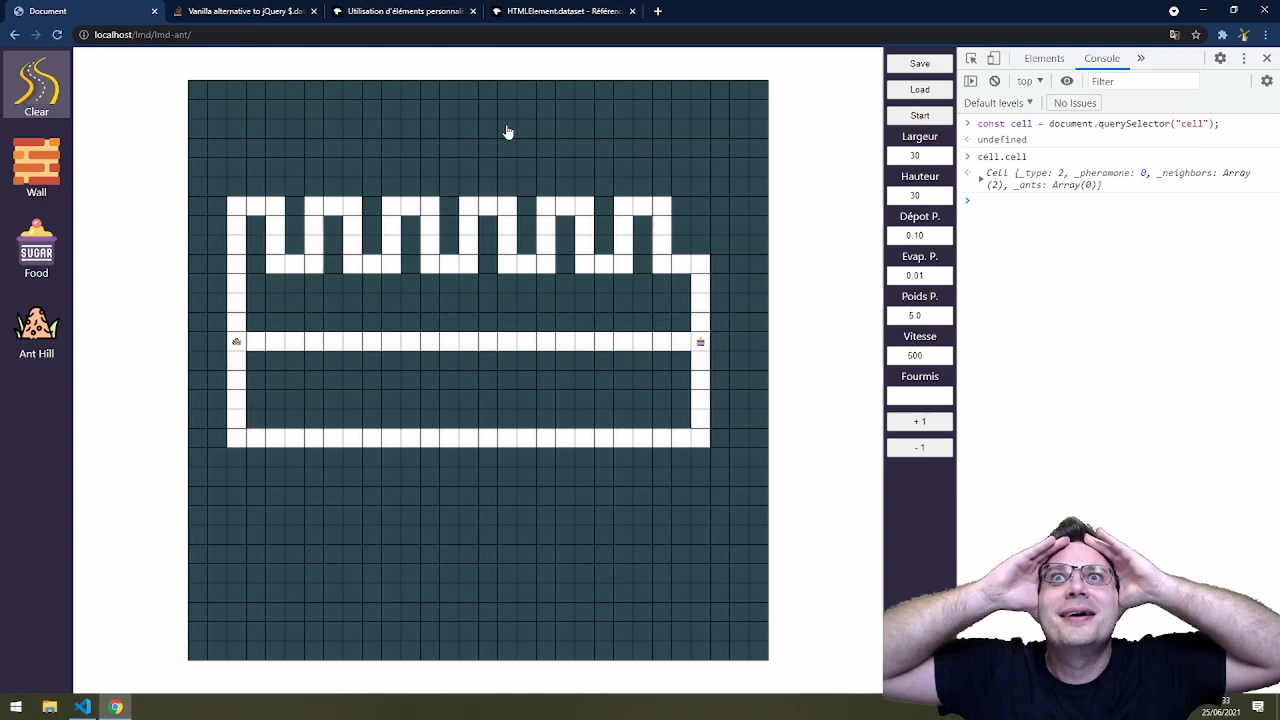 Document
Vanilla alternative to jQuery $.dat
Utilisation d'éléments personnal
HTMLElement.dataset - Référenc
localhost/lmd/lmd-ant/
Clear
Wall
SUGAR
Food
Ant Hill
Save
Load
Start
Largeur
30
Hauteur
30
Dépot P.
0.10
Evap. P.
0.01
Poids P.
5.0
Vitesse
500
Fourmis
+ 1
- 1
Elements
Console
top
Filter
Default levels
No Issues
const cell = document.querySelector("cell");
undefined
cell.cell
Cell {_type: 2, _pheromone: 0, _neighbors: Array
(2), _ants: Array(0)}
33
25/06/2021